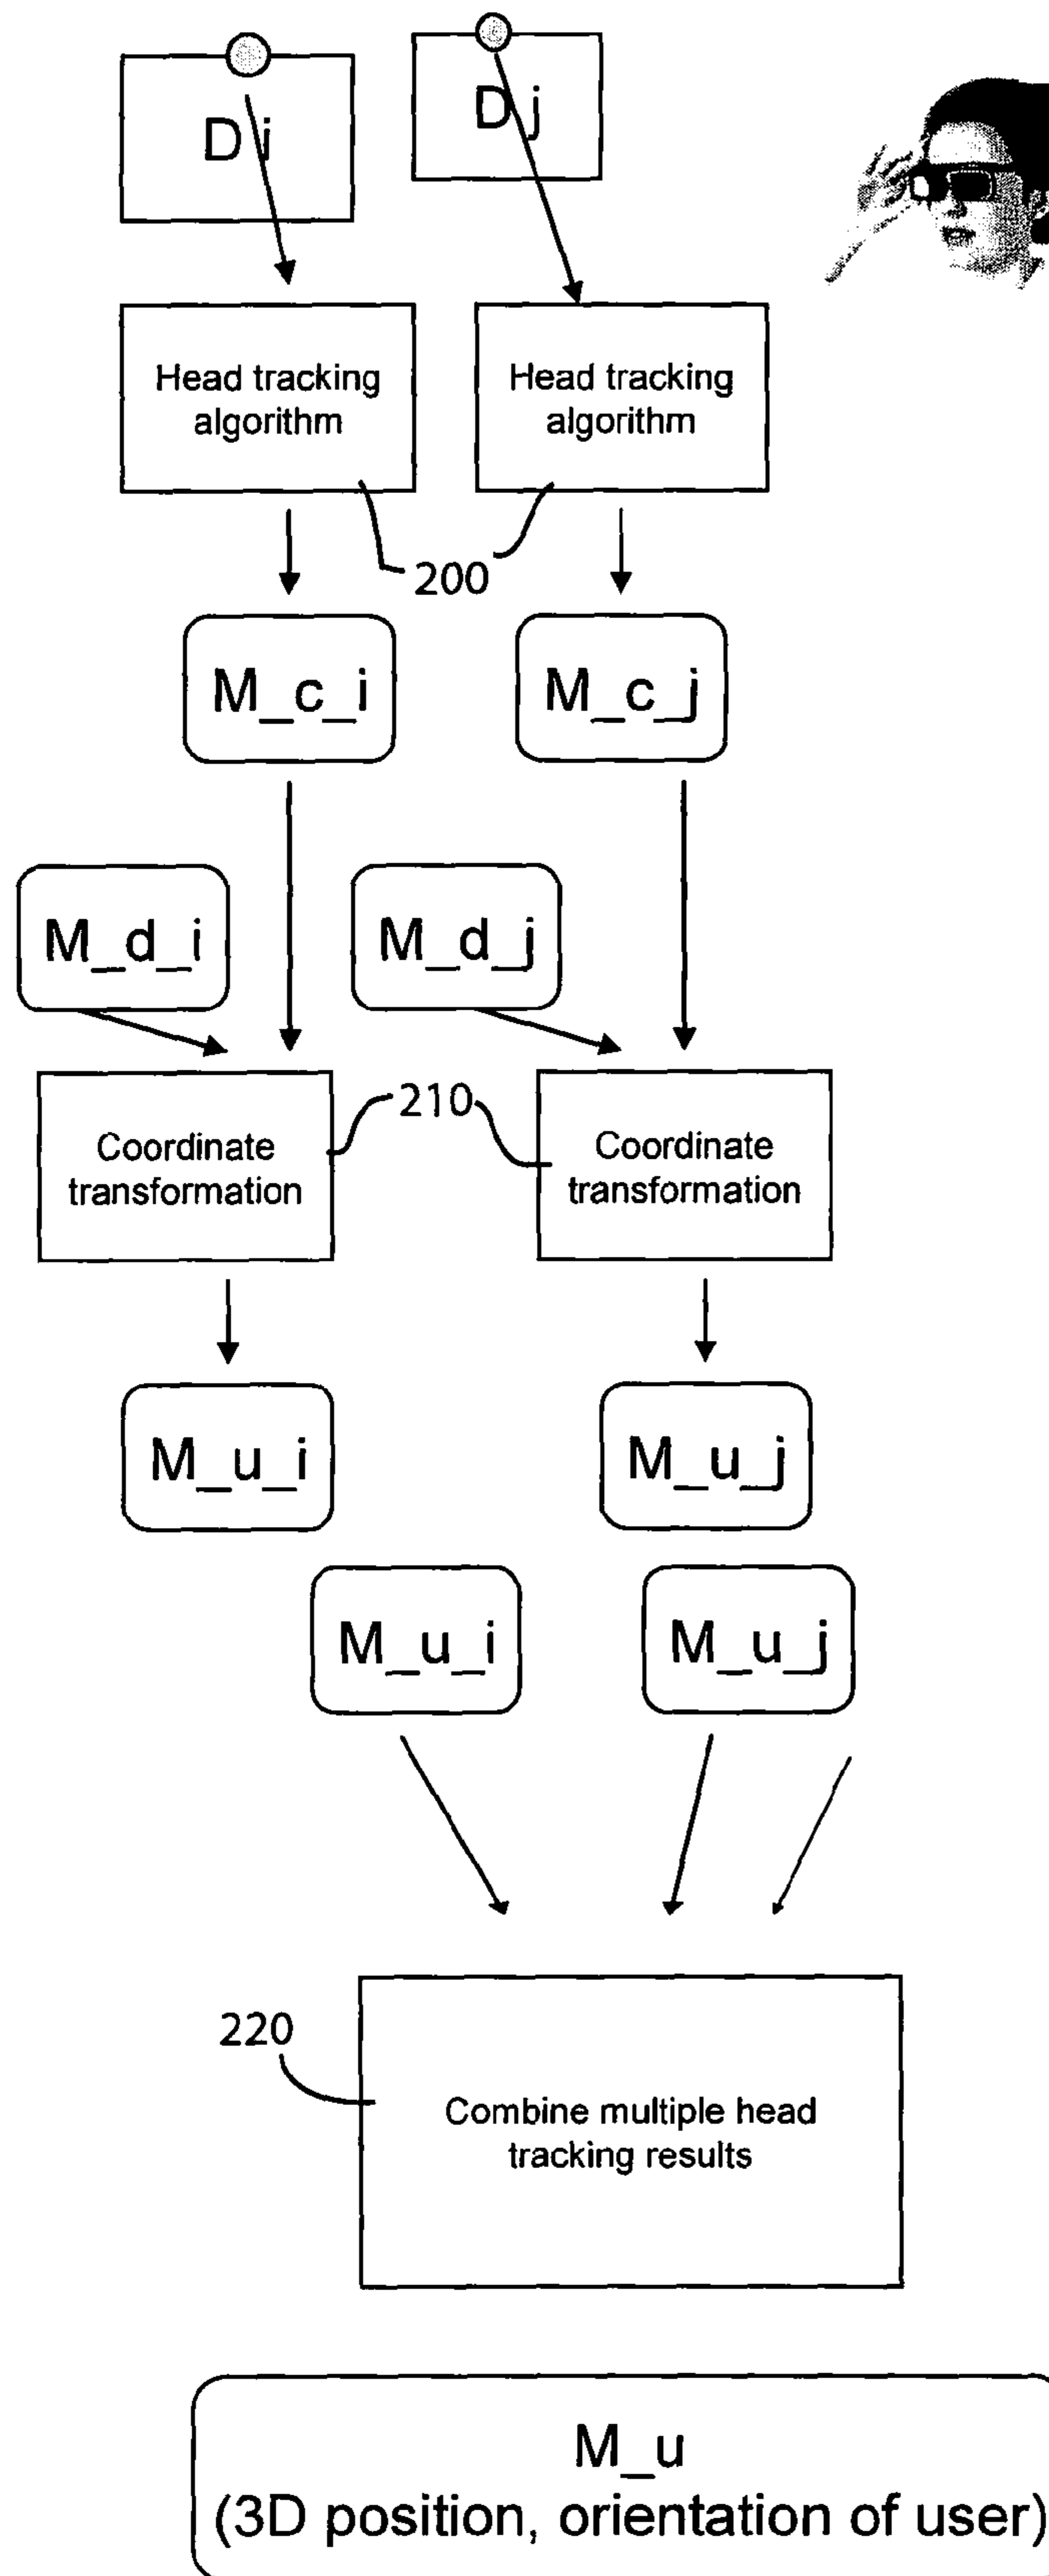 D i
D j
Head tracking
algorithm
Head tracking
algorithm
200
M_c_i
M_c_j
M_d_i
M_d_j
210
Coordinate
transformation
Coordinate
transformation
M_u_i
M_u_j
M_u_i
M_u_j
220
Combine multiple head
tracking results
M_u
(3D position, orientation of user)